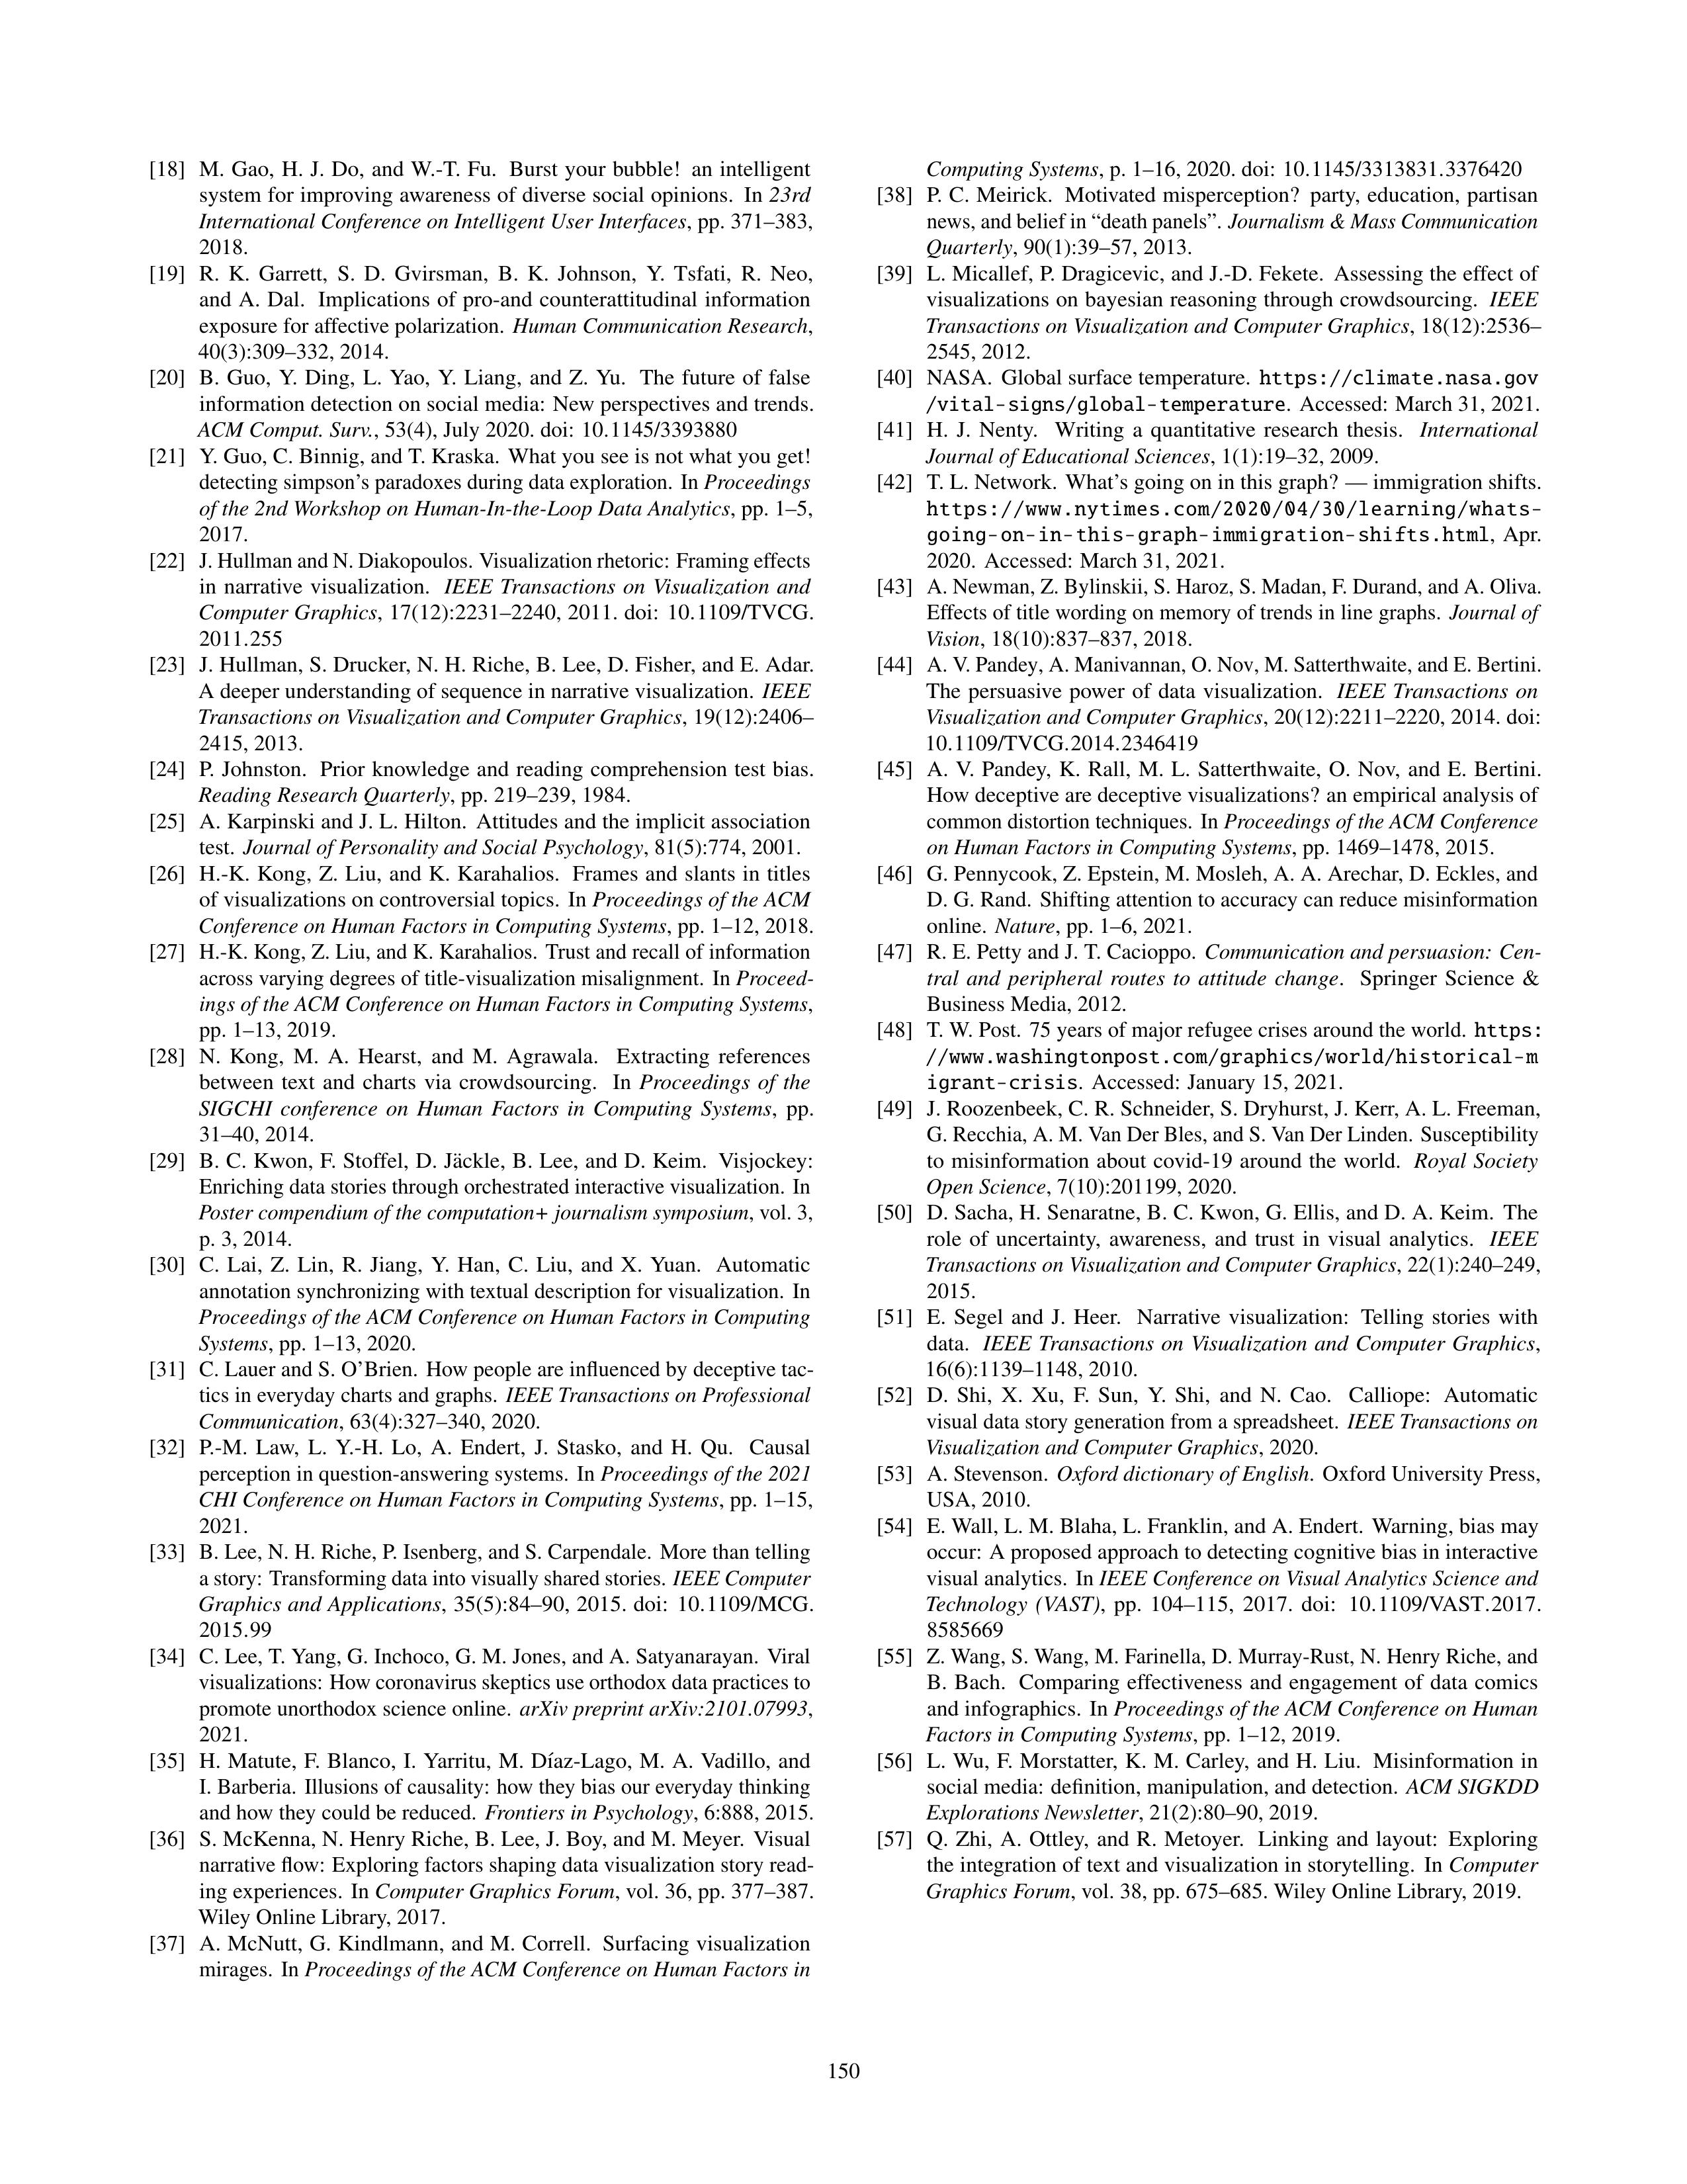 [18] M. Gao, H. J. Do, and W.-T. Fu. Burst your bubble! an intelligent
system for improving awareness of diverse social opinions. In 23rd
International Conference on Intelligent User Interfaces, pp. 371–383,
2018.
[19] R. K. Garrett, S. D. Gvirsman, B. K. Johnson, Y. Tsfati, R. Neo,
and A. Dal. Implications of pro-and counterattitudinal information
exposure for affective polarization. Human Communication Research,
40(3):309–332, 2014.
[20] B. Guo, Y. Ding, L. Yao, Y. Liang, and Z. Yu. The future of false
information detection on social media: New perspectives and trends.
ACM Comput. Surv., 53(4), July 2020. doi: 10.1145/3393880
[21] Y. Guo, C. Binnig, and T. Kraska. What you see is not what you get!
detecting simpson's paradoxes during data exploration. In Proceedings
of the 2nd Workshop on Human-In-the-Loop Data Analytics, pp. 1–5,
2017.
[22] J. Hullman and N. Diakopoulos. Visualization rhetoric: Framing effects
in narrative visualization. IEEE Transactions on Visualization and
Computer Graphics, 17(12):2231–2240, 2011. doi: 10.1109/TVCG.
2011.255
[23] J. Hullman, S. Drucker, N. H. Riche, B. Lee, D. Fisher, and E. Adar.
A deeper understanding of sequence in narrative visualization. IEEE
Transactions on Visualization and Computer Graphics, 19(12):2406–
2415, 2013.
[24] P. Johnston. Prior knowledge and reading comprehension test bias.
Reading Research Quarterly, pp. 219–239, 1984.
[25] A. Karpinski and J. L. Hilton. Attitudes and the implicit association
test. Journal of Personality and Social Psychology, 81(5):774, 2001.
[26] H.-K. Kong, Z. Liu, and K. Karahalios. Frames and slants in titles
of visualizations on controversial topics. In Proceedings of the ACM
Conference on Human Factors in Computing Systems, pp. 1–12, 2018.
[27] H.-K. Kong, Z. Liu, and K. Karahalios. Trust and recall of information
across varying degrees of title-visualization misalignment. In Proceed-
ings of the ACM Conference on Human Factors in Computing Systems,
pp. 1–13, 2019.
[28] N. Kong, M. A. Hearst, and M. Agrawala. Extracting references
between text and charts via crowdsourcing. In Proceedings of the
SIGCHI conference on Human Factors in Computing Systems, pp.
31–40, 2014.
[29] B. C. Kwon, F. Stoffel, D. Jäckle, B. Lee, and D. Keim. Visjockey:
Enriching data stories through orchestrated interactive visualization. In
Poster compendium of the computation+ journalism symposium, vol. 3,
p. 3, 2014.
[30] C. Lai, Z. Lin, R. Jiang, Y. Han, C. Liu, and X. Yuan. Automatic
annotation synchronizing with textual description for visualization. In
Proceedings of the ACM Conference on Human Factors in Computing
Systems, pp. 1–13, 2020.
[31] C. Lauer and S. O'Brien. How people are influenced by deceptive tac-
tics in everyday charts and graphs. IEEE Transactions on Professional
Communication, 63(4):327–340, 2020.
[32] P.-M. Law, L. Y.-H. Lo, A. Endert, J. Stasko, and H. Qu. Causal
perception in question-answering systems. In Proceedings of the 2021
CHI Conference on Human Factors in Computing Systems, pp. 1–15,
2021.
[33] B. Lee, N. H. Riche, P. Isenberg, and S. Carpendale. More than telling
a story: Transforming data into visually shared stories. IEEE Computer
Graphics and Applications, 35(5):84–90, 2015. doi: 10.1109/MCG.
2015.99
[34] C. Lee, T. Yang, G. Inchoco, G. M. Jones, and A. Satyanarayan. Viral
visualizations: How coronavirus skeptics use orthodox data practices to
promote unorthodox science online. arXiv preprint arXiv:2101.07993,
2021.
[35] H. Matute, F. Blanco, I. Yarritu, M. Díaz-Lago, M. A. Vadillo, and
I. Barberia. Illusions of causality: how they bias our everyday thinking
and how they could be reduced. Frontiers in Psychology, 6:888, 2015.
[36] S. McKenna, N. Henry Riche, B. Lee, J. Boy, and M. Meyer. Visual
narrative flow: Exploring factors shaping data visualization story read-
ing experiences. In Computer Graphics Forum, vol. 36, pp. 377–387.
Wiley Online Library, 2017.
[37] A. McNutt, G. Kindlmann, and M. Correll. Surfacing visualization
mirages. In Proceedings of the ACM Conference on Human Factors in
Computing Systems, p. 1–16, 2020. doi: 10.1145/3313831.3376420
[38] P. C. Meirick. Motivated misperception? party, education, partisan
news, and belief in “death panels”. Journalism & Mass Communication
Quarterly, 90(1):39–57, 2013.
[39] L. Micallef, P. Dragicevic, and J.-D. Fekete. Assessing the effect of
visualizations on bayesian reasoning through crowdsourcing. IEEE
Transactions on Visualization and Computer Graphics, 18(12):2536–
2545, 2012.
[40] NASA. Global surface temperature. https://climate.nasa.gov
/vital-signs/global-temperature. Accessed: March 31, 2021.
[41] H. J. Nenty. Writing a quantitative research thesis. International
Journal of Educational Sciences, 1(1):19–32, 2009.
[42] T. L. Network. What's going on in this graph? — immigration shifts.
https://www.nytimes.com/2020/04/30/learning/whats-
going-on-in-this-graph-immigration-shifts.html, Apr.
2020. Accessed: March 31, 2021.
[43] A. Newman, Z. Bylinskii, S. Haroz, S. Madan, F. Durand, and A. Oliva.
Effects of title wording on memory of trends in line graphs. Journal of
Vision, 18(10):837–837, 2018.
[44] A. V. Pandey, A. Manivannan, O. Nov, M. Satterthwaite, and E. Bertini.
The persuasive power of data visualization. IEEE Transactions on
Visualization and Computer Graphics, 20(12):2211–2220, 2014. doi:
10.1109/TVCG.2014.2346419
[45] A. V. Pandey, K. Rall, M. L. Satterthwaite, O. Nov, and E. Bertini.
How deceptive are deceptive visualizations? an empirical analysis of
common distortion techniques. In Proceedings of the ACM Conference
on Human Factors in Computing Systems, pp. 1469–1478, 2015.
[46] G. Pennycook, Z. Epstein, M. Mosleh, A. A. Arechar, D. Eckles, and
D. G. Rand. Shifting attention to accuracy can reduce misinformation
online. Nature, pp. 1–6, 2021.
[47] R. E. Petty and J. T. Cacioppo. Communication and persuasion: Cen-
tral and peripheral routes to attitude change. Springer Science &
Business Media, 2012.
[48] T. W. Post. 75 years of major refugee crises around the world. https:
//www.washingtonpost.com/graphics/world/historical-m
igrant-crisis. Accessed: January 15, 2021.
[49] J. Roozenbeek, C. R. Schneider, S. Dryhurst, J. Kerr, A. L. Freeman,
G. Recchia, A. M. Van Der Bles, and S. Van Der Linden. Susceptibility
to misinformation about covid-19 around the world. Royal Society
Open Science, 7(10):201199, 2020.
[50] D. Sacha, H. Senaratne, B. C. Kwon, G. Ellis, and D. A. Keim. The
role of uncertainty, awareness, and trust in visual analytics. IEEE
Transactions on Visualization and Computer Graphics, 22(1):240–249,
2015.
[51] E. Segel and J. Heer. Narrative visualization: Telling stories with
data. IEEE Transactions on Visualization and Computer Graphics,
16(6):1139–1148, 2010.
[52] D. Shi, X. Xu, F. Sun, Y. Shi, and N. Cao. Calliope: Automatic
visual data story generation from a spreadsheet. IEEE Transactions on
Visualization and Computer Graphics, 2020.
[53] A. Stevenson. Oxford dictionary of English. Oxford University Press,
USA, 2010.
[54] E. Wall, L. M. Blaha, L. Franklin, and A. Endert. Warning, bias may
occur: A proposed approach to detecting cognitive bias in interactive
visual analytics. In IEEE Conference on Visual Analytics Science and
Technology (VAST), pp. 104–115, 2017. doi: 10.1109/VAST.2017.
8585669
[55] Z. Wang, S. Wang, M. Farinella, D. Murray-Rust, N. Henry Riche, and
B. Bach. Comparing effectiveness and engagement of data comics
and infographics. In Proceedings of the ACM Conference on Human
Factors in Computing Systems, pp. 1–12, 2019.
[56] L. Wu, F. Morstatter, K. M. Carley, and H. Liu. Misinformation in
social media: definition, manipulation, and detection. ACM SIGKDD
Explorations Newsletter, 21(2):80–90, 2019.
[57] Q. Zhi, A. Ottley, and R. Metoyer. Linking and layout: Exploring
the integration of text and visualization in storytelling. In Computer
Graphics Forum, vol. 38, pp. 675–685. Wiley Online Library, 2019.
150